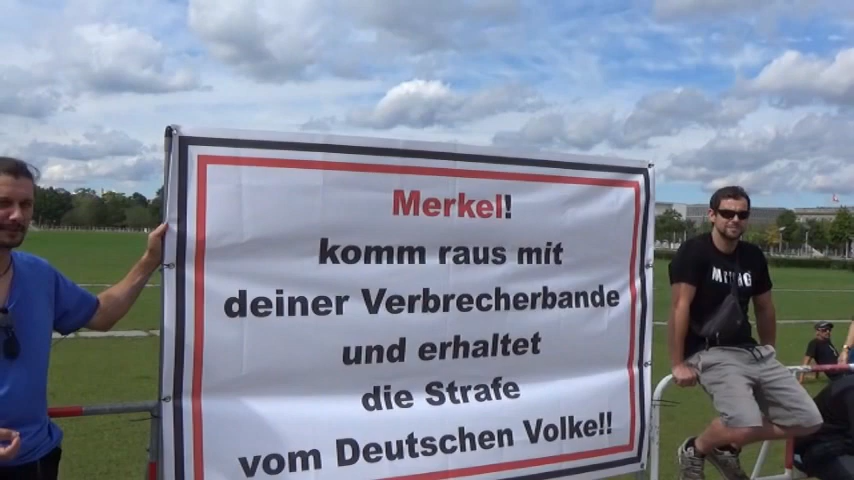 Merkel!
komm raus mit
deiner Verbrecherbande
und erhaltet
die Strafe
vom Deutschen Volke!!